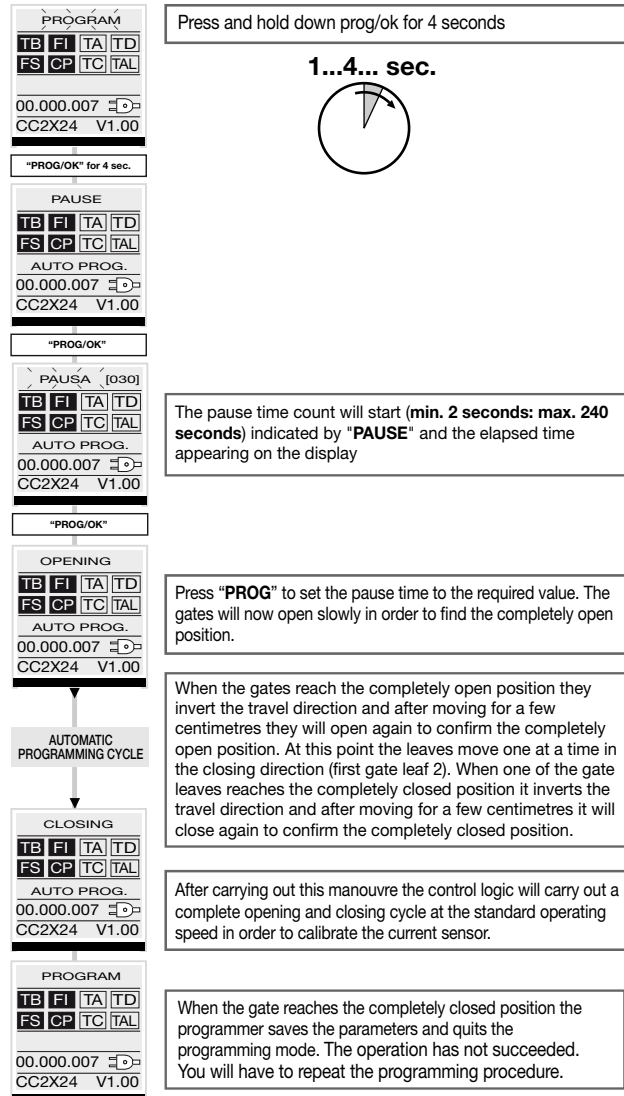 PROGRAM
TB FI TA TD
FS CP TC TAL
00.000.007
CC2X24 V1.00
Press and hold down prog/ok for 4 seconds
1...4... sec.
“PROG/OK” for 4 sec.
PAUSE
TB FI TA TD
FS CP TC TAL
AUTO PROG.
00.000.007
CC2X24 V1.00
“PROG/OK”
PAUSA [030]
TB FI TA TD
FS CP TC TAL
AUTO PROG.
00.000.007
CC2X24 V1.00
The pause time count will start (min. 2 seconds: max. 240
seconds) indicated by "PAUSE" and the elapsed time
appearing on the display
“PROG/OK”
OPENING
TB FI TA TD
FS CP TC TAL
AUTO PROG.
00.000.007
CC2X24 V1.00
Press “PROG” to set the pause time to the required value. The
gates will now open slowly in order to find the completely open
position.
AUTOMATIC
PROGRAMMING CYCLE
When the gates reach the completely open position they
invert the travel direction and after moving for a few
centimetres they will open again to confirm the completely
open position. At this point the leaves move one at a time in
the closing direction (first gate leaf 2). When one of the gate
leaves reaches the completely closed position it inverts the
travel direction and after moving for a few centimetres it will
close again to confirm the completely closed position.
CLOSING
TB FI TA TD
FS CP TC TAL
AUTO PROG.
00.000.007
CC2X24 V1.00
After carrying out this manouvre the control logic will carry out a
complete opening and closing cycle at the standard operating
speed in order to calibrate the current sensor.
PROGRAM
TB FI TA TD
FS CP TC TAL
00.000.007
CC2X24 V1.00
When the gate reaches the completely closed position the
programmer saves the parameters and quits the
programming mode. The operation has not succeeded.
You will have to repeat the programming procedure.